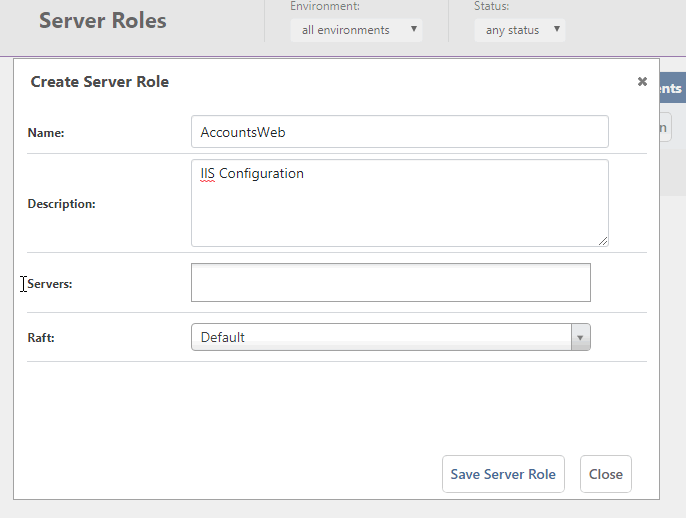 Server Roles
Environment:
all environments
Status:
any status
Create Server Role
Name:
AccountsWeb
Description:
IIS Configuration
Servers:
Raft:
Default
Save Server Role
Close